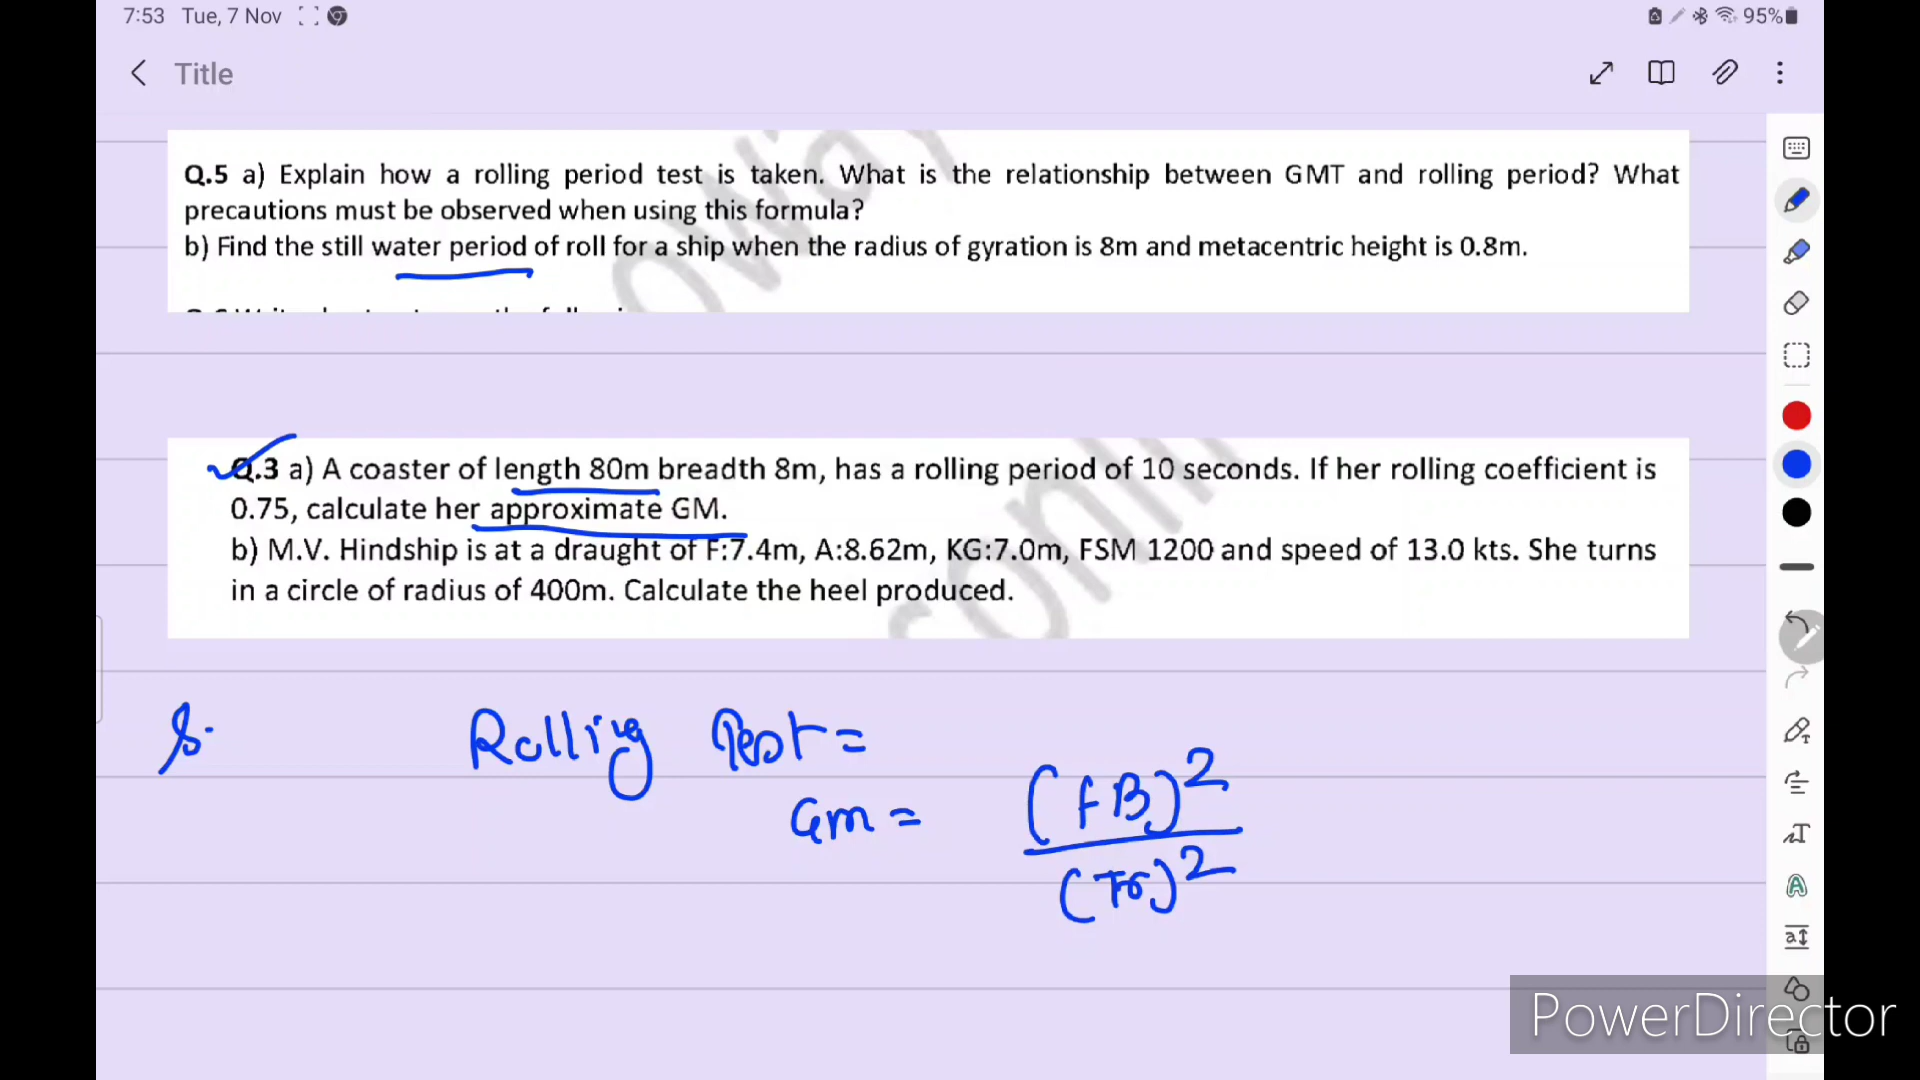 7:53 Tue, 7 Nov 95%
Title
Q.5 a) Explain how a rolling period test is taken. What is the relationship between GMT and rolling period? What
precautions must be observed when using this formula?
b) Find the still water period of roll for a ship when the radius of gyration is 8m and metacentric height is 0.8m.
Q.3 a) A coaster of length 80m breadth 8m, has a rolling period of 10 seconds. If her rolling coefficient is
0.75, calculate her approximate GM.
b) M.V. Hindship is at a draught of F:7.4m, A:8.62m, KG:7.0m, FSM 1200 and speed of 13.0 kts. She turns
in a circle of radius of 400m. Calculate the heel produced.
Rolling Test =
Gm = (fB)²
(Tr)²
PowerDirector